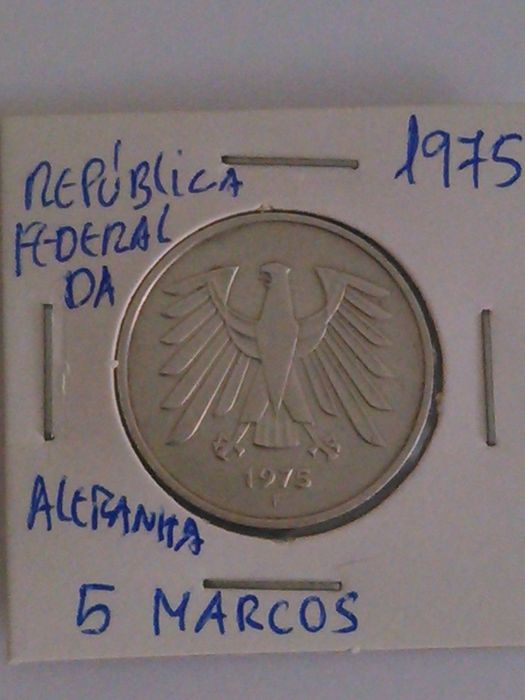 1975
REPÚBLICA
FEDERAL
DA
1975
F
ALEMANHA
5 MARCOS